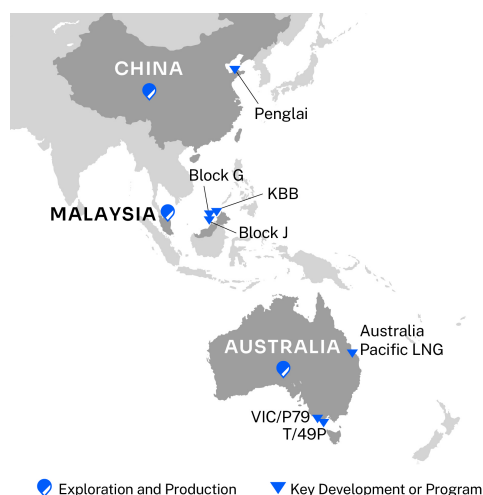 CHINA
Penglai
Block G
KBB
MALAYSIA
Block J
Australia
Pacific LNG
AUSTRALIA
VIC/P79
T/49P
Exploration and Production
Key Development or Program